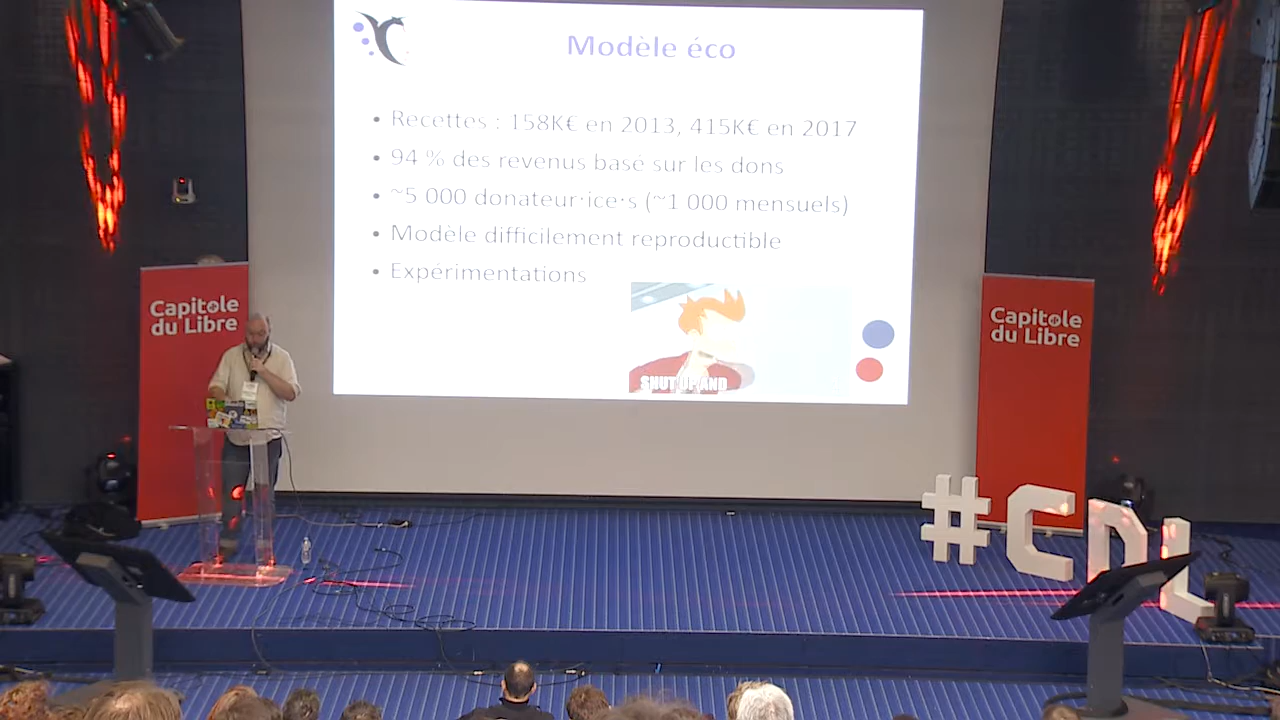 Modèle éco
• Recettes : 158K€ en 2013, 415K€ en 2017
• 94 % des revenus basé sur les dons
• ~5 000 donateur·ice·s (~1 000 mensuels)
• Modèle difficilement reproductible
• Expérimentations
SHUT UP AND
Capitole
du Libre
Capitole
du Libre
#CDL